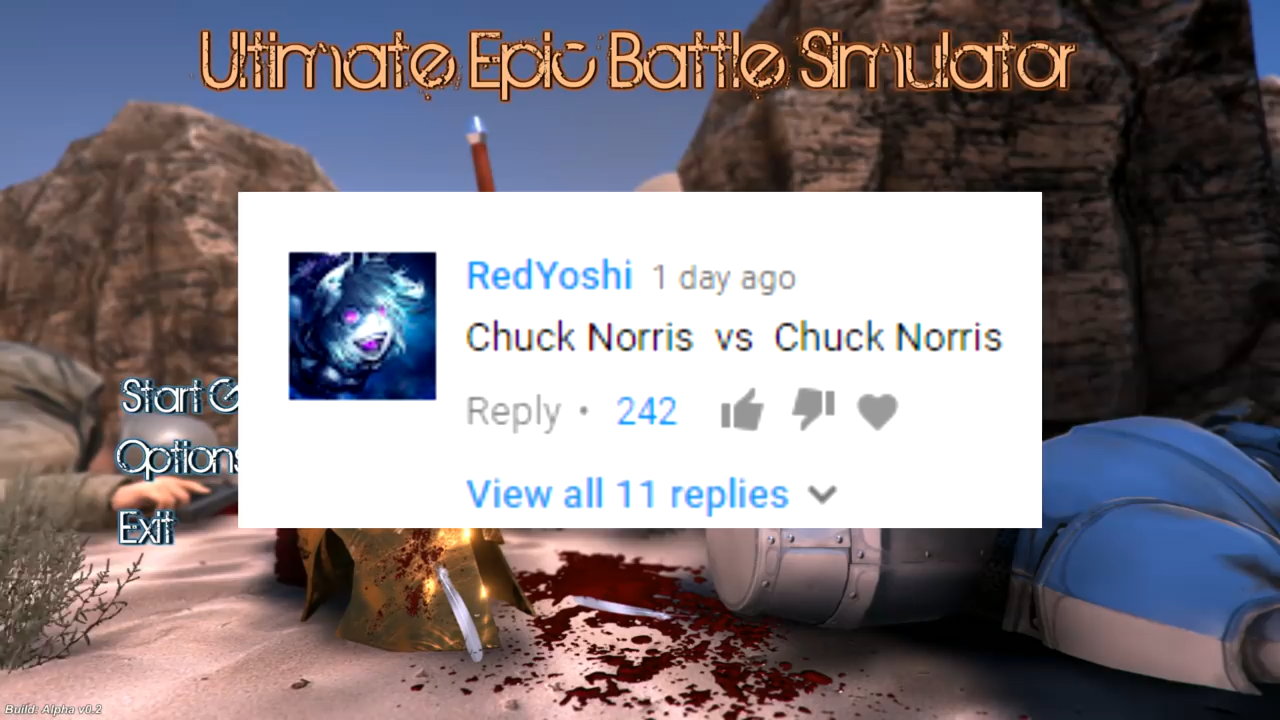 Ultimate Epic Battle Simulator
RedYoshi 1 day ago
Chuck Norris vs Chuck Norris
Reply • 242
View all 11 replies
Start G
Options
Exit
Build: Alpha v0.2